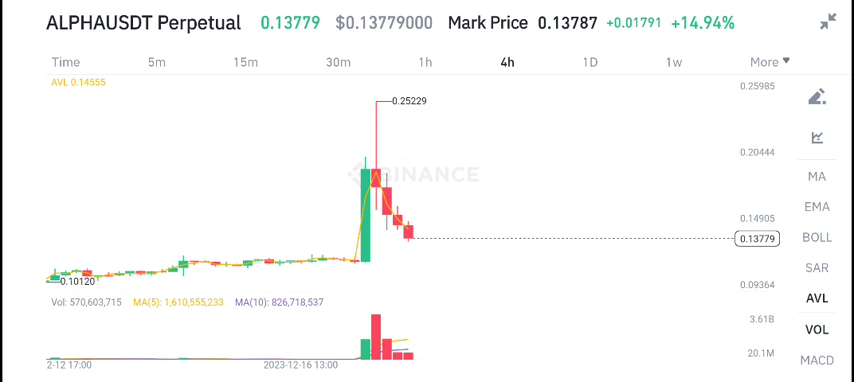 ALPHAUSDT Perpetual 0.13779 $0.13779000 Mark Price 0.13787 +0.01791 +14.94%
Time 5m 15m 30m 1h 4h 1D 1w More
AVL 0.14555
0.25985
0.25229
0.20444
BINANCE
MA
EMA
0.14905
0.13779
BOLL
SAR
0.10120
0.09364
AVL
Vol: 570,603,715 MA(5): 1,610,555,233 MA(10): 826,718,537
3.61B
VOL
20.1M
MACD
2-12 17:00 2023-12-16 13:00